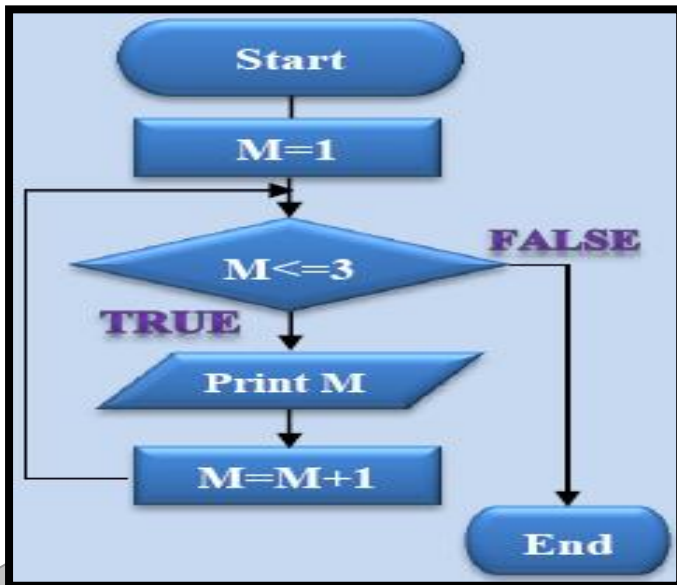 Start
M=1
M<=3
FALSE
TRUE
Print M
M=M+1
End